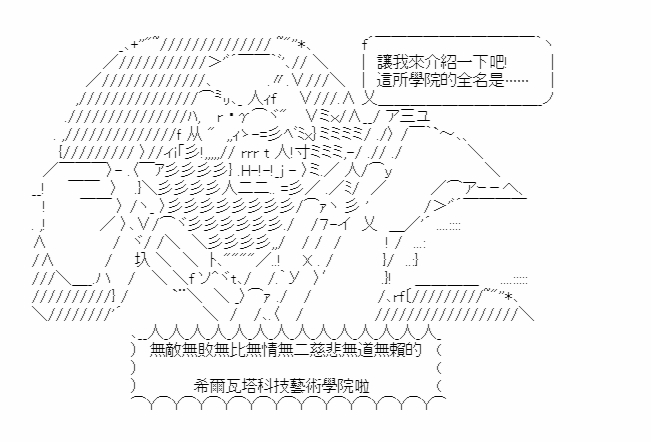 讓我來介紹一下吧!
這所學院的全名是……
無敵無敗無比無情無二慈悲無道無賴的
希爾瓦塔科技藝術學院啦